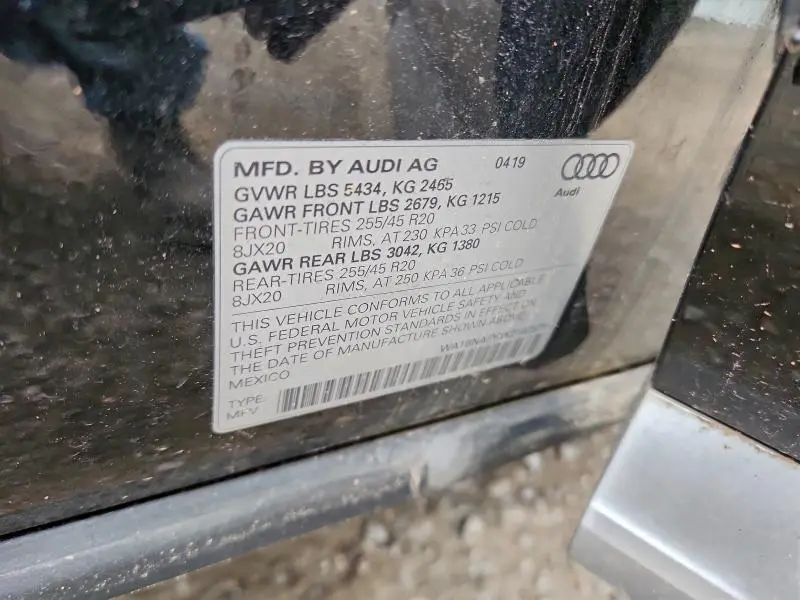 MFD. BY AUDI AG 0419
Audi
GVWR LBS 5434, KG 2465
GAWR FRONT LBS 2679, KG 1215
FRONT-TIRES 255/45 R20
8JX20 RIMS, AT 230 KPA 33 PSI COLD
GAWR REAR LBS 3042, KG 1380
REAR-TIRES 255/45 R20
8JX20 RIMS, AT 250 KPA 36 PSI COLD
THIS VEHICLE CONFORMS TO ALL APPLICABLE
U.S. FEDERAL MOTOR VEHICLE SAFETY AND
THEFT PREVENTION STANDARDS IN EFFECT ON
THE DATE OF MANUFACTURE SHOWN ABOVE.
MEXICO
TYPE: